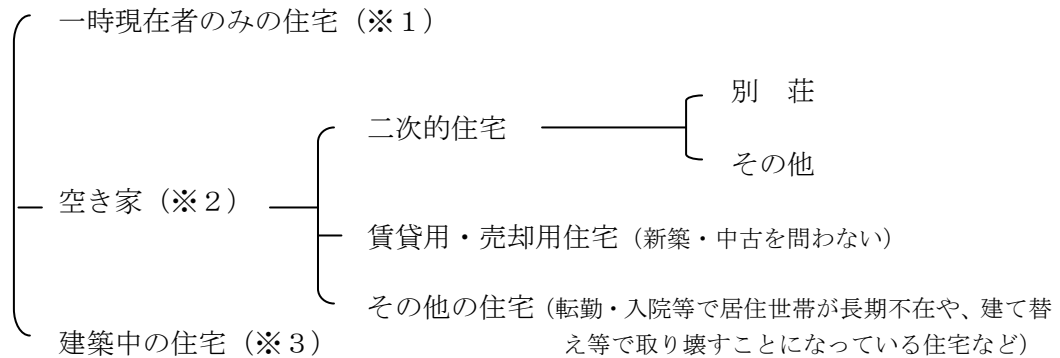 一時現在者のみの住宅（※１）
別　荘
二次的住宅
その他
空き家（※２）
賃貸用・売却用住宅（新築・中古を問わない）
その他の住宅（転勤・入院等で居住世帯が長期不在や、建て替
え等で取り壊すことになっている住宅など）
建築中の住宅（※３）